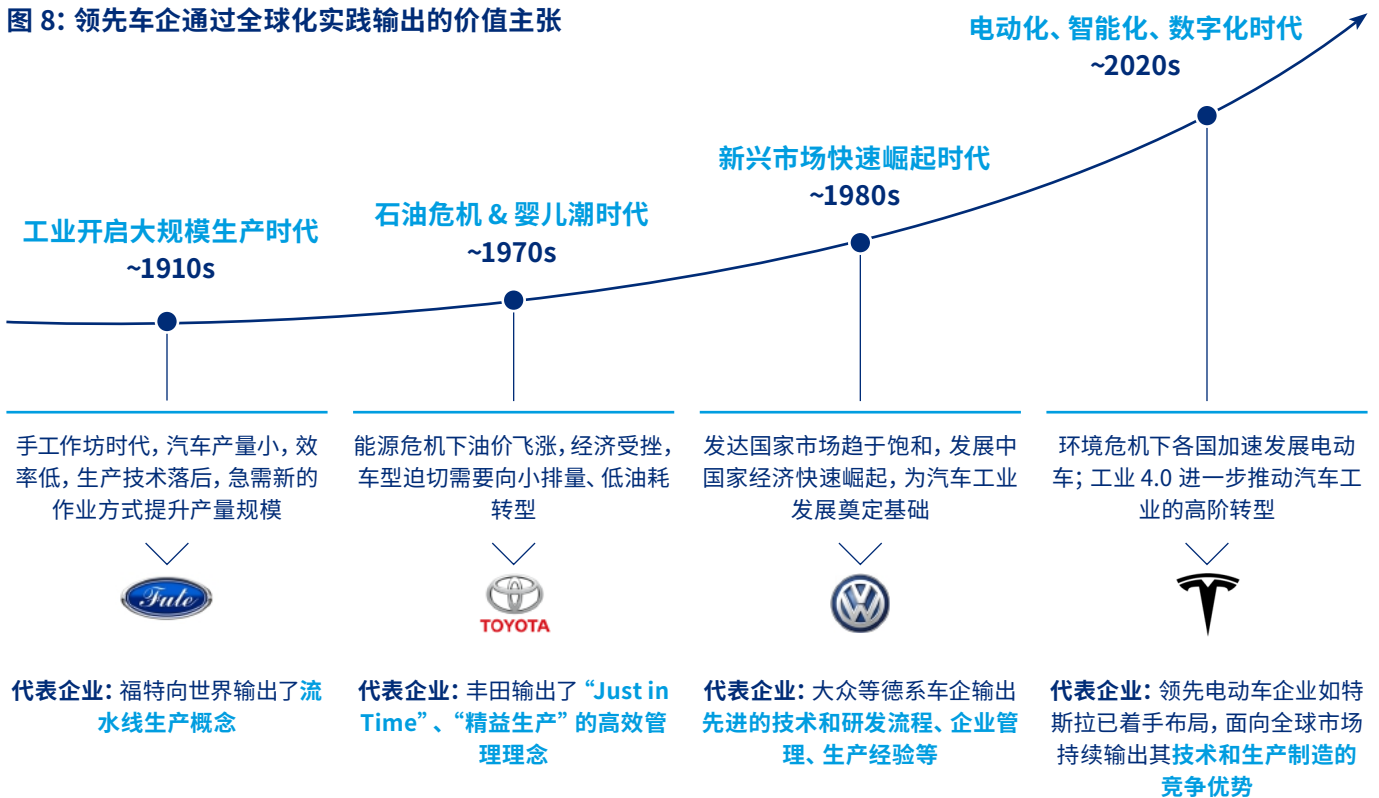 图 8：领先车企通过全球化实践输出的价值主张
电动化、智能化、数字化时代
~2020s
新兴市场快速崛起时代
~1980s
石油危机 & 婴儿潮时代
~1970s
工业开启大规模生产时代
~1910s
手工作坊时代，汽车产量小，效
率低，生产技术落后，急需新的
作业方式提升产量规模
Fute
代表企业：福特向世界输出了流
水线生产概念
能源危机下油价飞涨，经济受挫，
车型迫切需要向小排量、低油耗
转型
TOYOTA
代表企业：丰田输出了“Just in
Time”、“精益生产”的高效管
理理念
发达国家市场趋于饱和，发展中
国家经济快速崛起，为汽车工业
发展奠定基础
代表企业：大众等德系车企输出
先进的技术和研发流程、企业管
理、生产经验等
环境危机下各国加速发展电动
车；工业 4.0 进一步推动汽车工
业的高阶转型
代表企业：领先电动车企业如特
斯拉已着手布局，面向全球市场
持续输出其技术和生产制造的
竞争优势